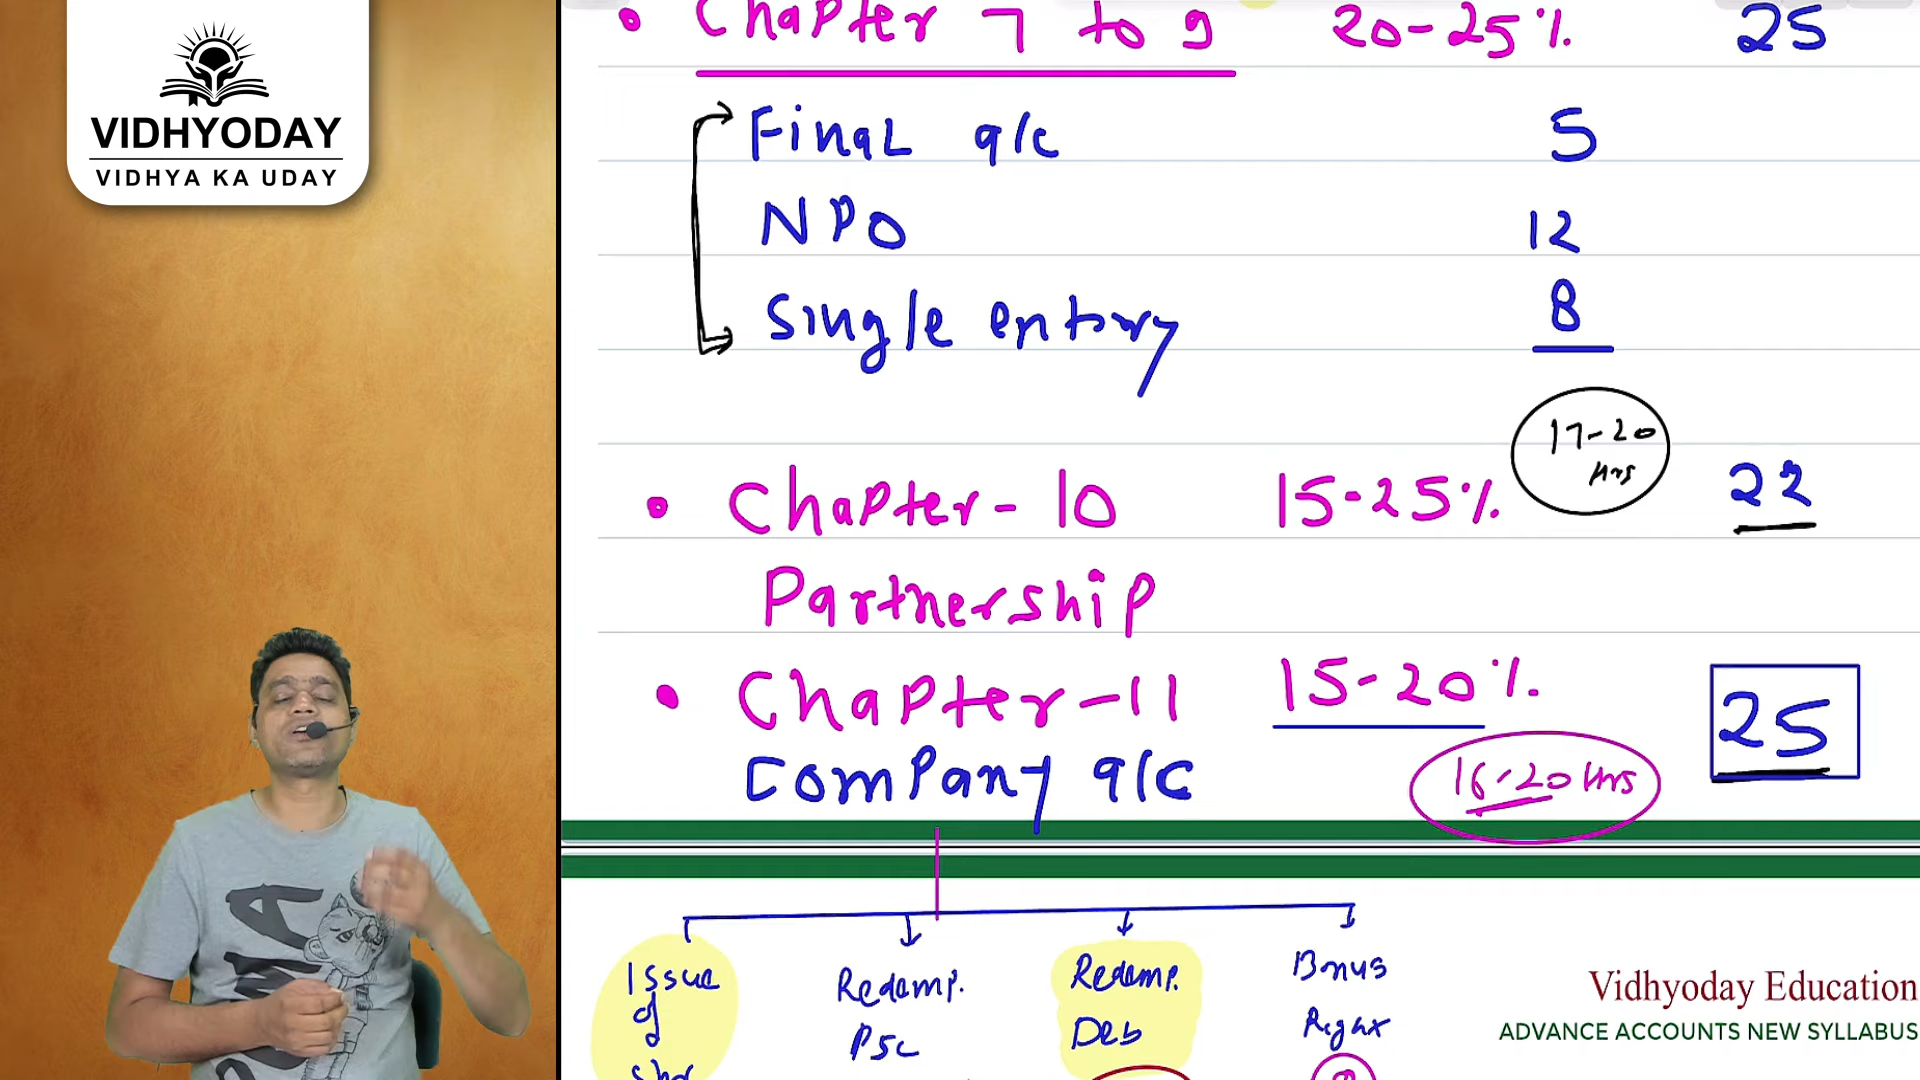 VIDHYODAY
VIDHYA KA UDAY
• Chapter 7 to 9 20-25% 25
Final a/c 5
NPO 12
Single entry 8
17-20
Hrs
• Chapter-10 15-25% 22
Partnership
• Chapter-11 15-20% 25
Company a/c 16-20 Hrs
Issue
of
Redemp.
PSC
Redemp.
Deb
Bonus
Right
Vidhyoday Education
ADVANCE ACCOUNTS NEW SYLLABUS